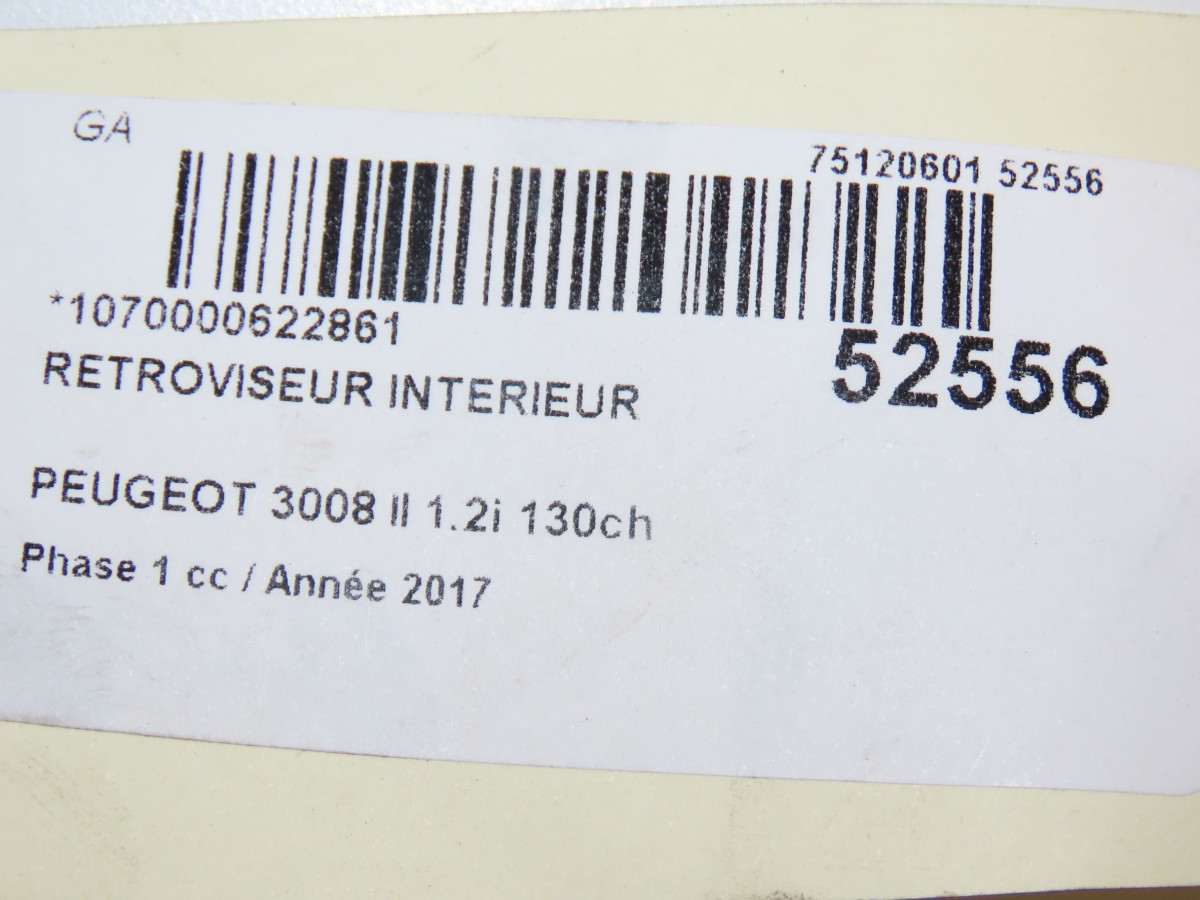 GA
75120601 52556
*1070000622861
52556
RETROVISEUR INTERIEUR
PEUGEOT 3008 II 1.2i 130ch
Phase 1 cc / Année 2017